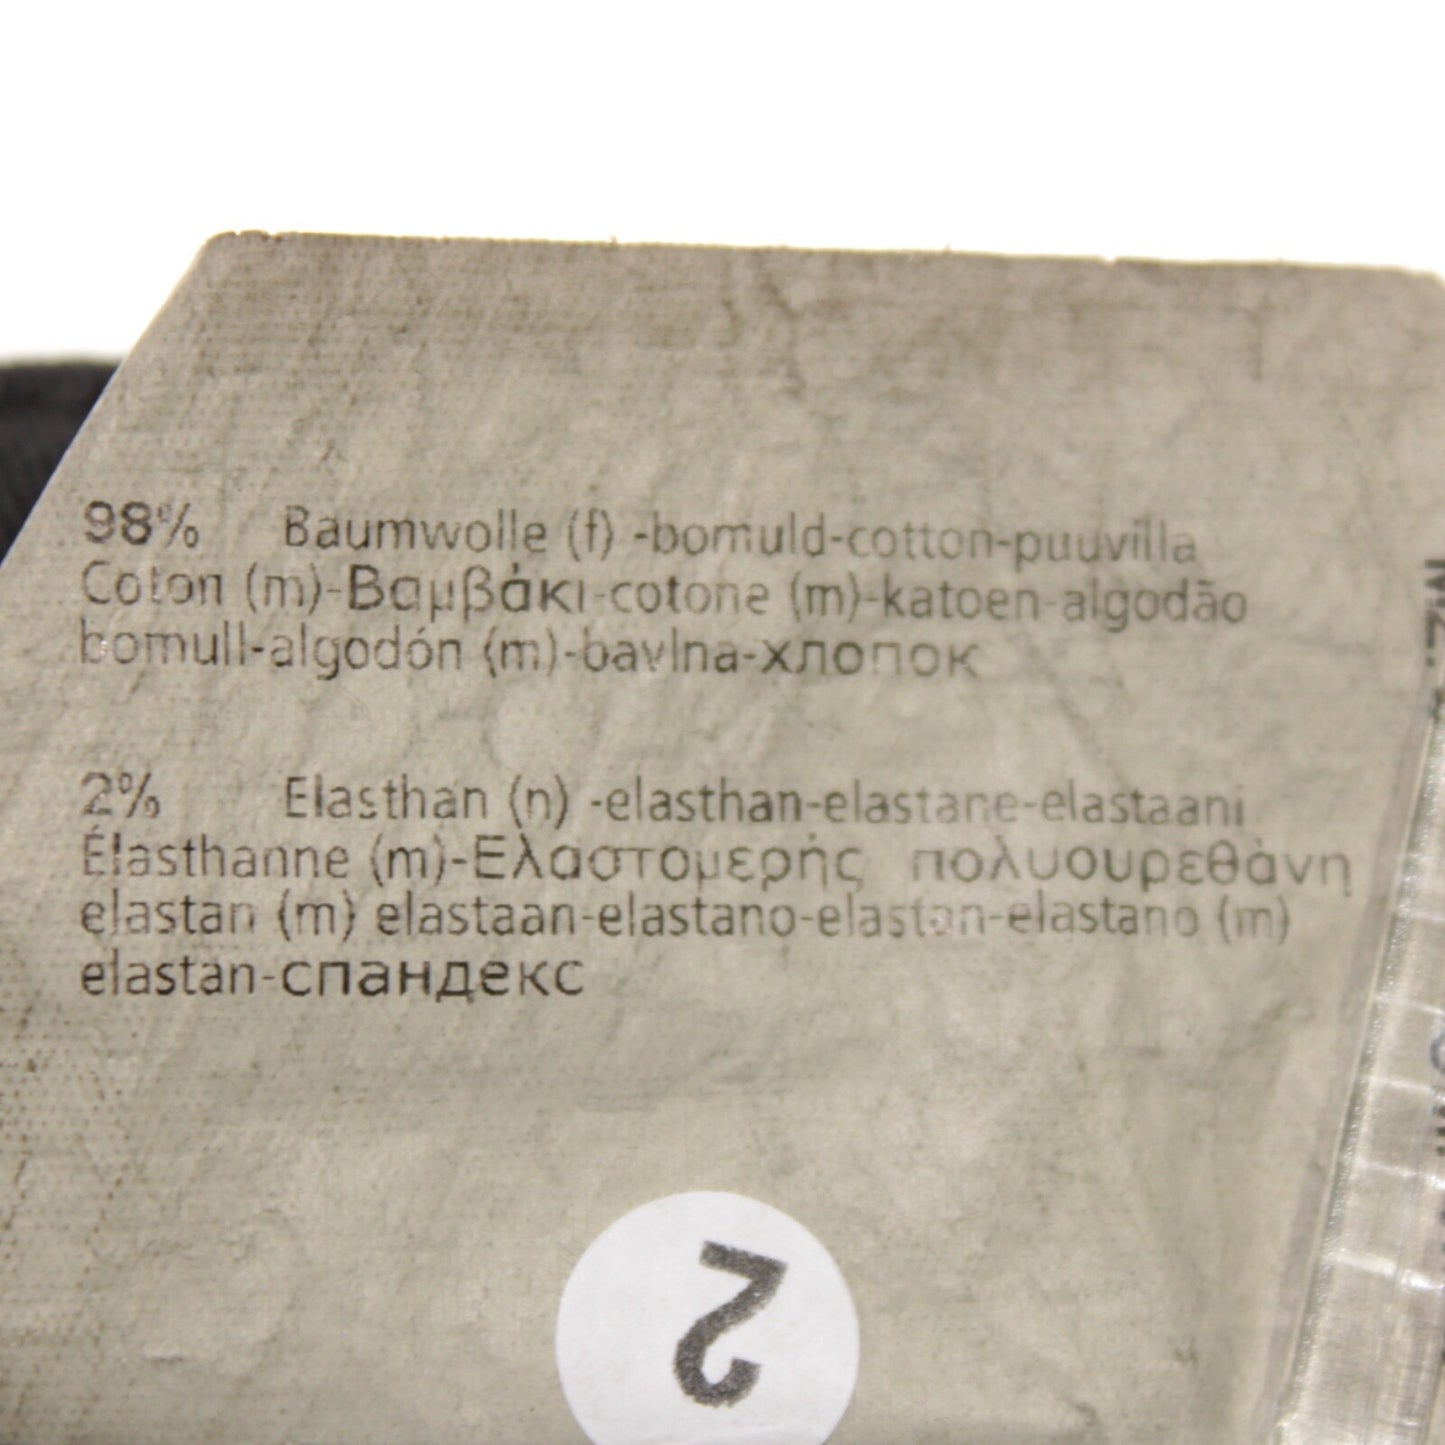 98% Baumwolle (f) -bomuld-cotton-puuvilla
Coton (m)-Βαμβάκι-cotone (m)-katoen-algodão
bomull-algodón (m)-bavlna-хлопок
2% Elasthan (n) -elasthan-elastane-elastaani
Élasthanne (m)-Ελαστομερής πολυουρεθάνη
elastan (m) elastaan-elastano-elastan-elastano (m)
elastan-спандекс
2